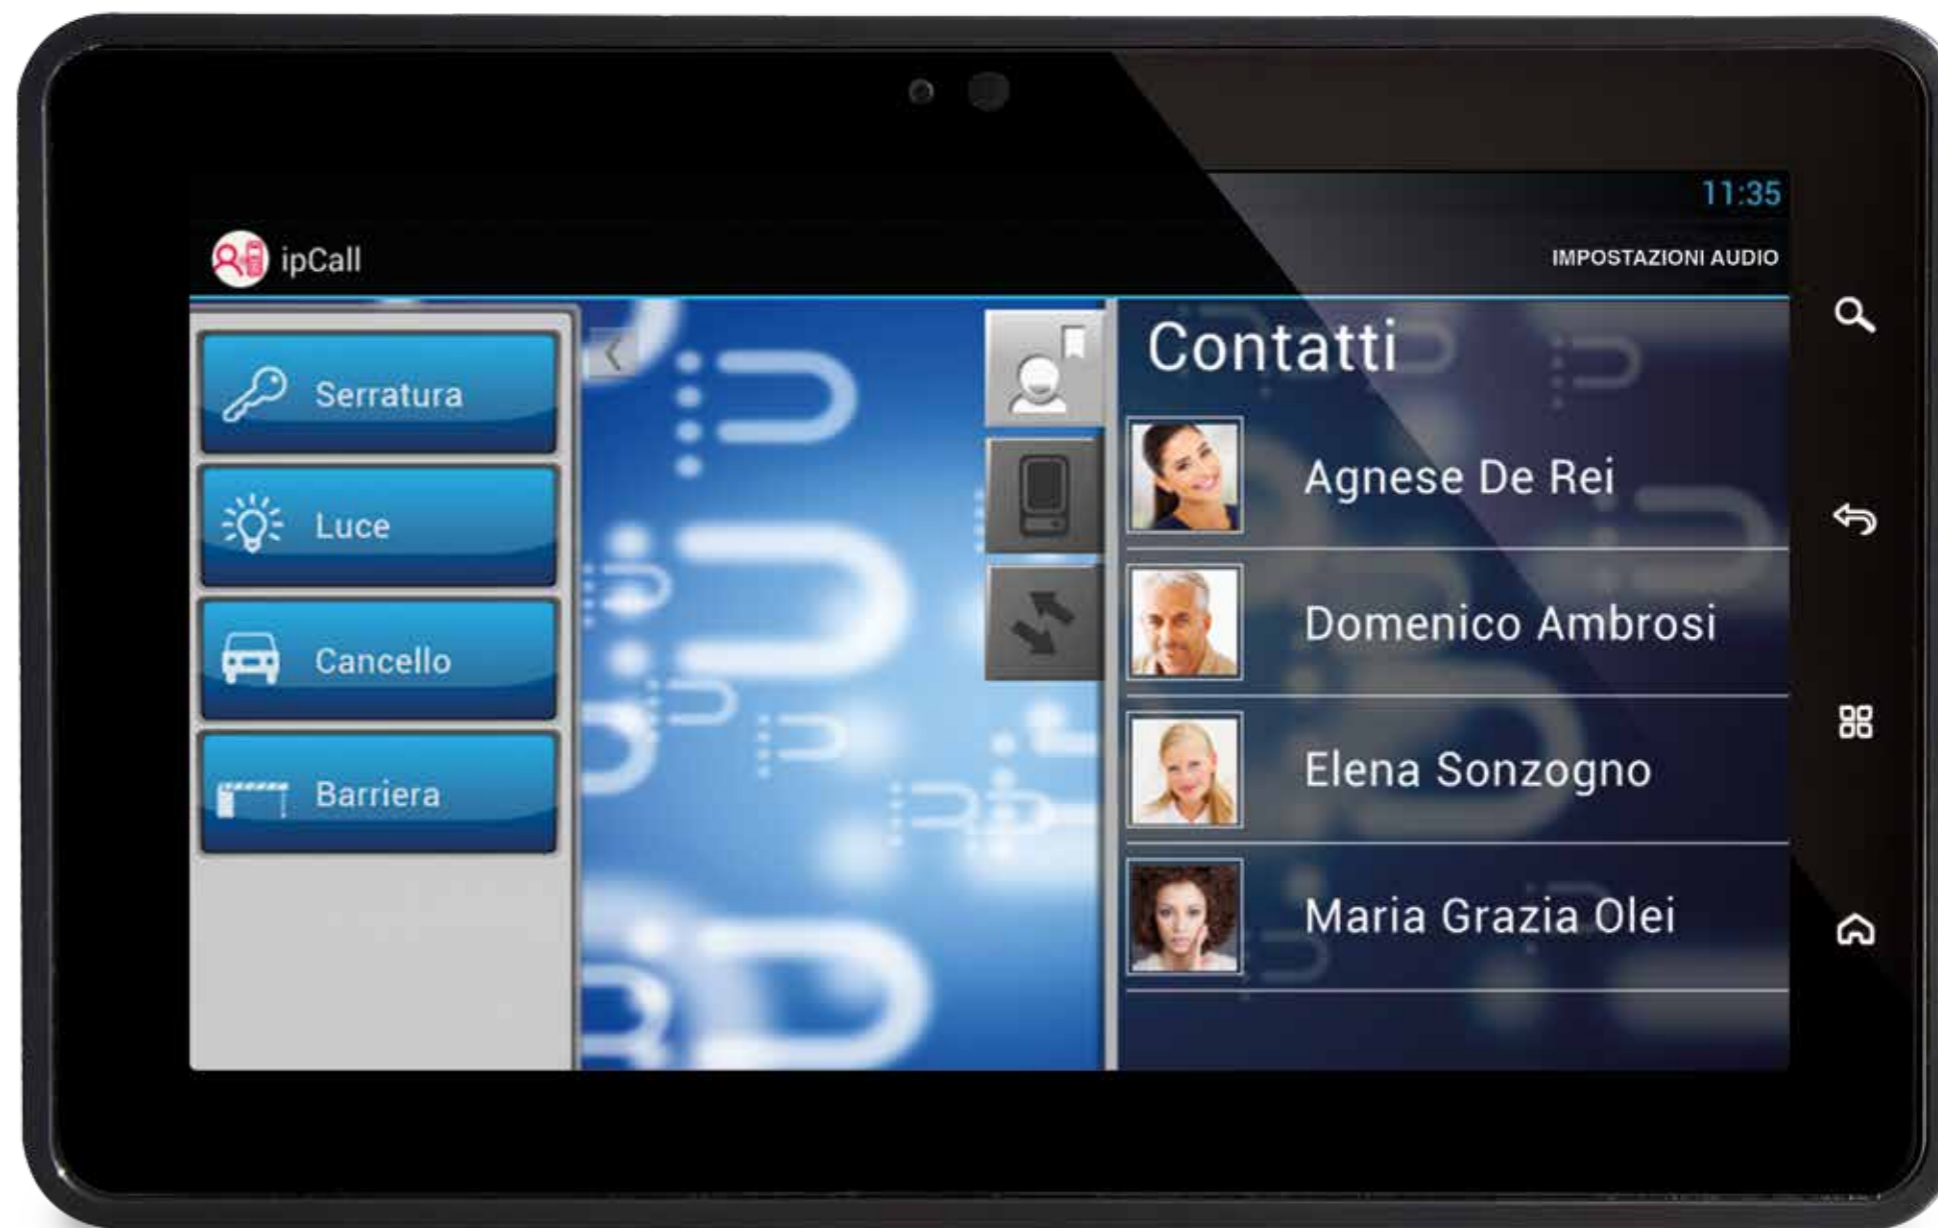 11:35
ipCall
IMPOSTAZIONI AUDIO
Serratura
Luce
Cancello
Barriera
Contatti
Agnese De Rei
Domenico Ambrosi
Elena Sonzogno
Maria Grazia Olei